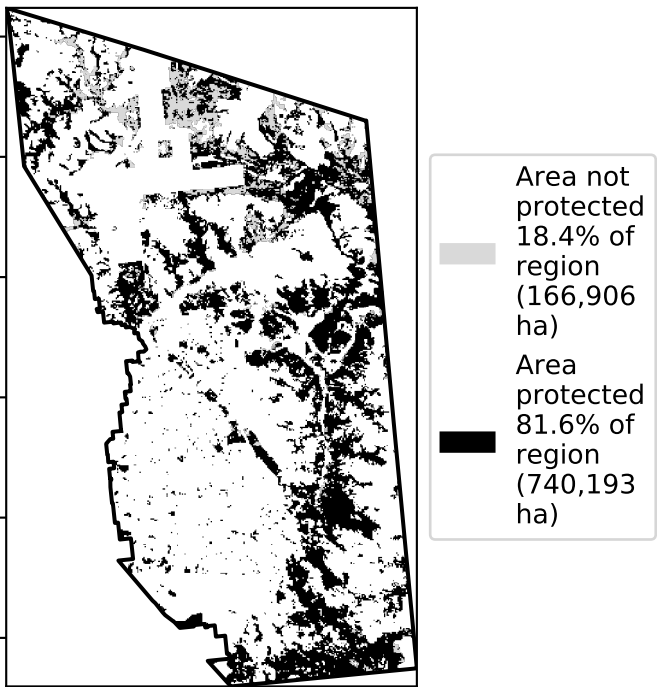 Area not
protected
18.4% of
region
(166,906
ha)
Area
protected
81.6% of
region
(740,193
ha)